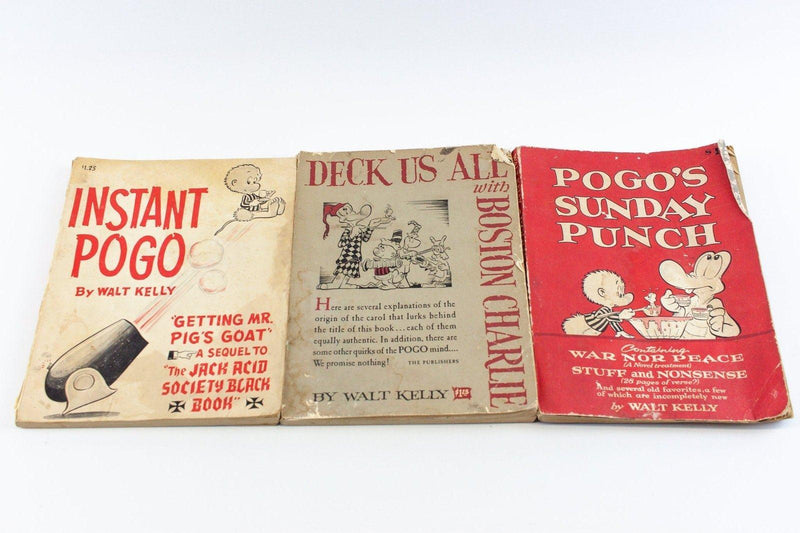 $1.25
INSTANT
POGO
BY WALT KELLY
"GETTING MR.
PIG'S GOAT"
A SEQUEL TO
"The JACK ACID
SOCIETY BLACK
BOOK"
DECK US ALL
with
BOSTON CHARLIE
Here are several explanations of the
origin of the carol that lurks behind
the title of this book...each of them
equally authentic. In addition, there are
some other quirks of the POGO mind....
We promise nothing! THE PUBLISHERS
BY WALT KELLY
POGO'S
SUNDAY
PUNCH
Containing
WAR NOR PEACE
(A Novel treatment)
STUFF and NONSENSE
(28 pages of verse?)
And several old favorites, a few
of which are incompletely new
by WALT KELLY